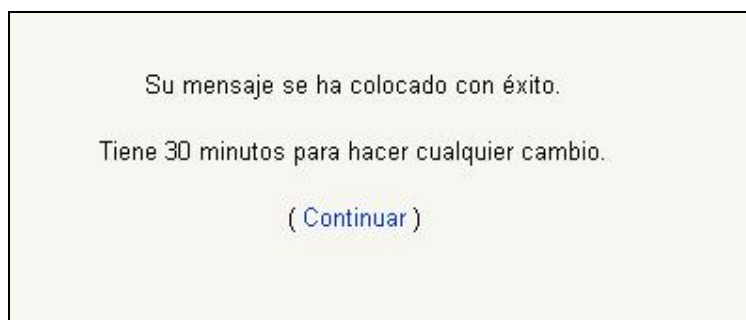 Su mensaje se ha colocado con éxito.
Tiene 30 minutos para hacer cualquier cambio.
( Continuar )